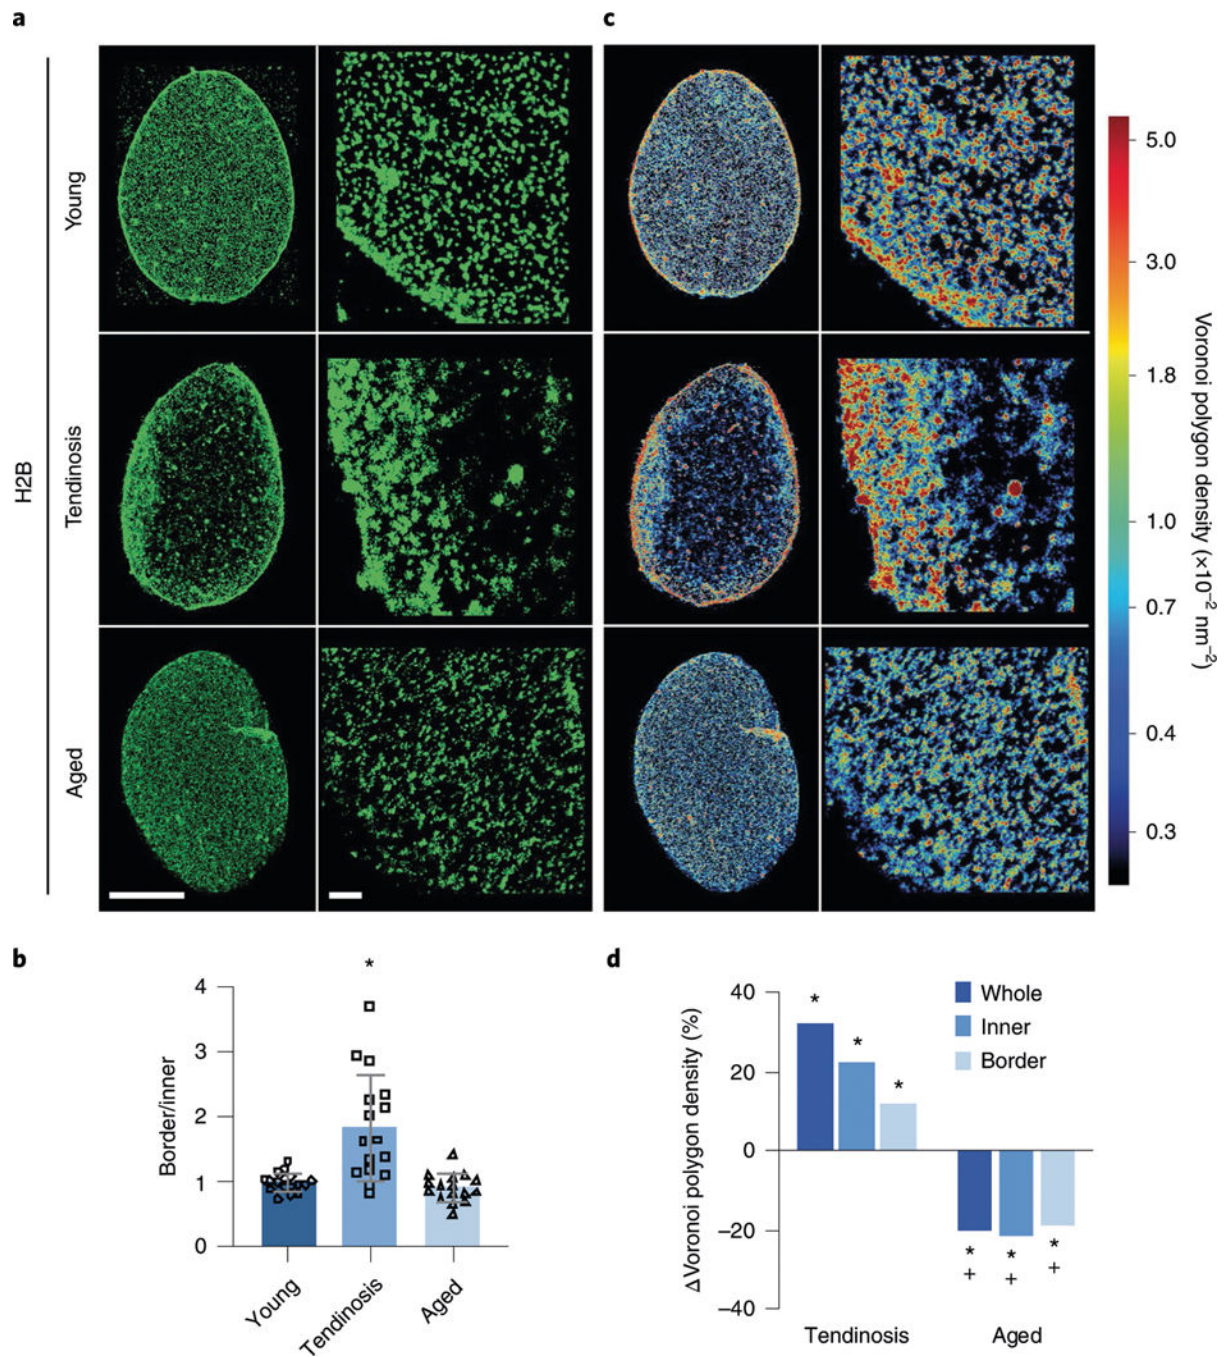 a
c
H2B
Young
Tendinosis
Aged
5.0
3.0
1.8
1.0
0.7
0.4
0.3
Voronoi polygon density (×10⁻² nm⁻²)
b
*
Border/inner
4
3
2
1
0
Young
Tendinosis
Aged
d
ΔVoronoi polygon density (%)
40
20
0
−20
−40
* * *
Whole
Inner
Border
* * *
+ + +
Tendinosis
Aged